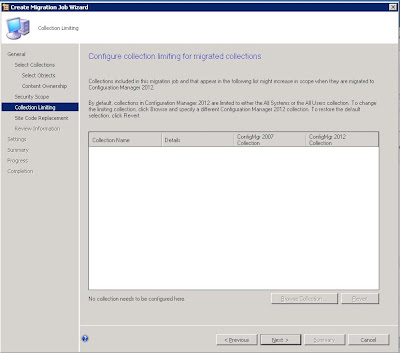 Create Migration Job Wizard
Collection Limiting
General
Select Collections
Select Objects
Content Ownership
Security Scope
Collection Limiting
Site Code Replacement
Review Information
Settings
Summary
Progress
Completion
Configure collection limiting for migrated collections
Collections included in this migration job and that appear in the following list might increase in scope when they are migrated to
Configuration Manager 2012.
By default, collections in Configuration Manager 2012 are limited to either the All Systems or the All Users collection. To change
the limiting collection, click Browse and specify a different Configuration Manager 2012 collection. To restore the default
selection, click Revert.
Collection Name
Details
ConfigMgr 2007
Collection
ConfigMgr 2012
Collection
No collection needs to be configured here.
Browse Collection...
Revert
< Previous
Next >
Summary
Cancel